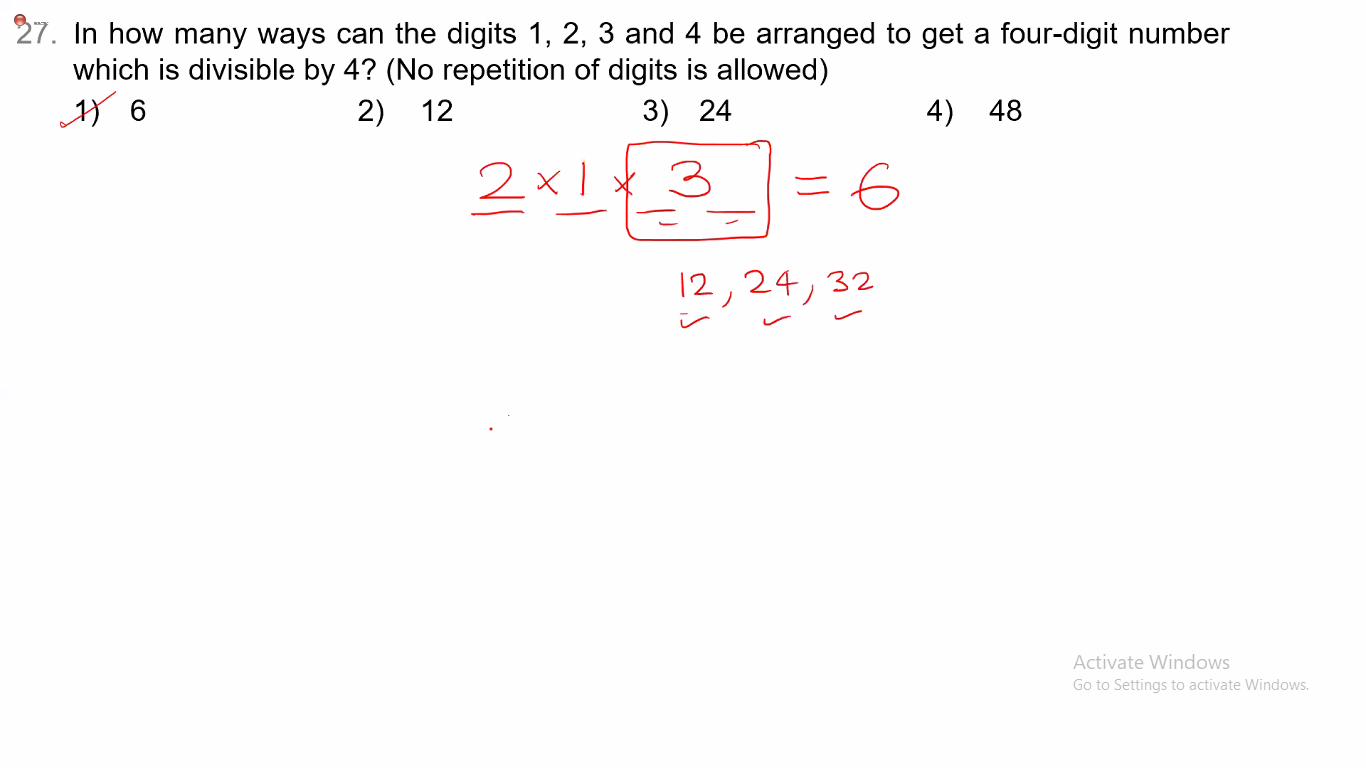 27. In how many ways can the digits 1, 2, 3 and 4 be arranged to get a four-digit number
which is divisible by 4? (No repetition of digits is allowed)
1) 6 2) 12 3) 24 4) 48
2 × 1 × 3 = 6
12, 24, 32
Activate Windows
Go to Settings to activate Windows.